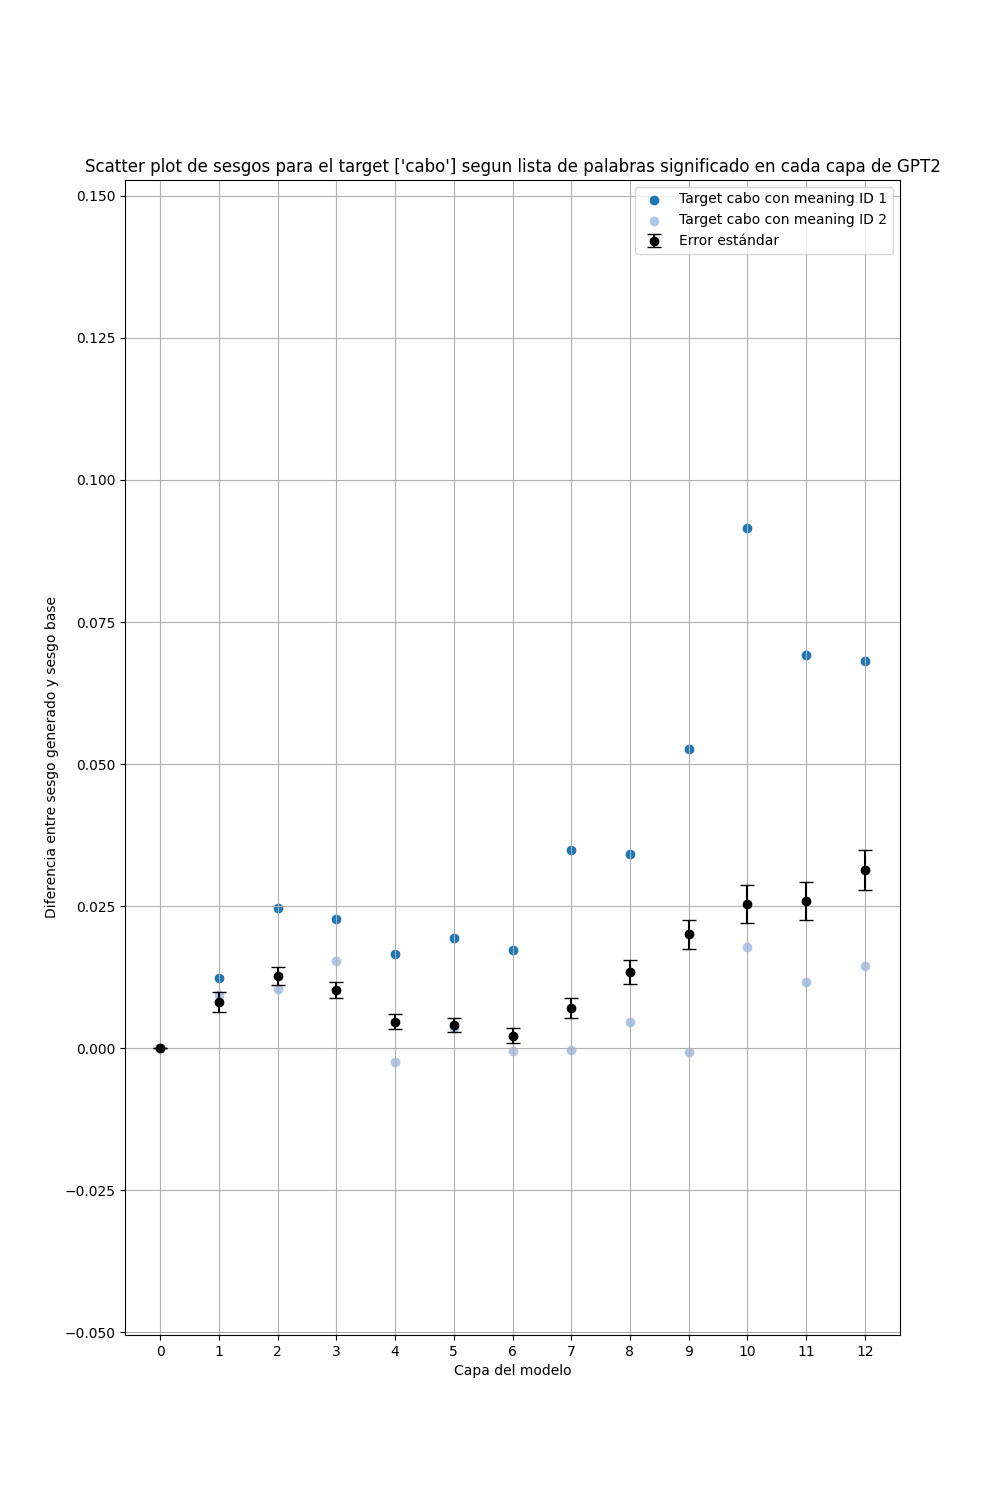 Scatter plot de sesgos para el target ['cabo'] segun lista de palabras significado en cada capa de GPT2
Target cabo con meaning ID 1
Target cabo con meaning ID 2
Error estándar
0.150
0.125
0.100
0.075
0.050
0.025
0.000
−0.025
−0.050
Diferencia entre sesgo generado y sesgo base
0 1 2 3 4 5 6 7 8 9 10 11 12
Capa del modelo